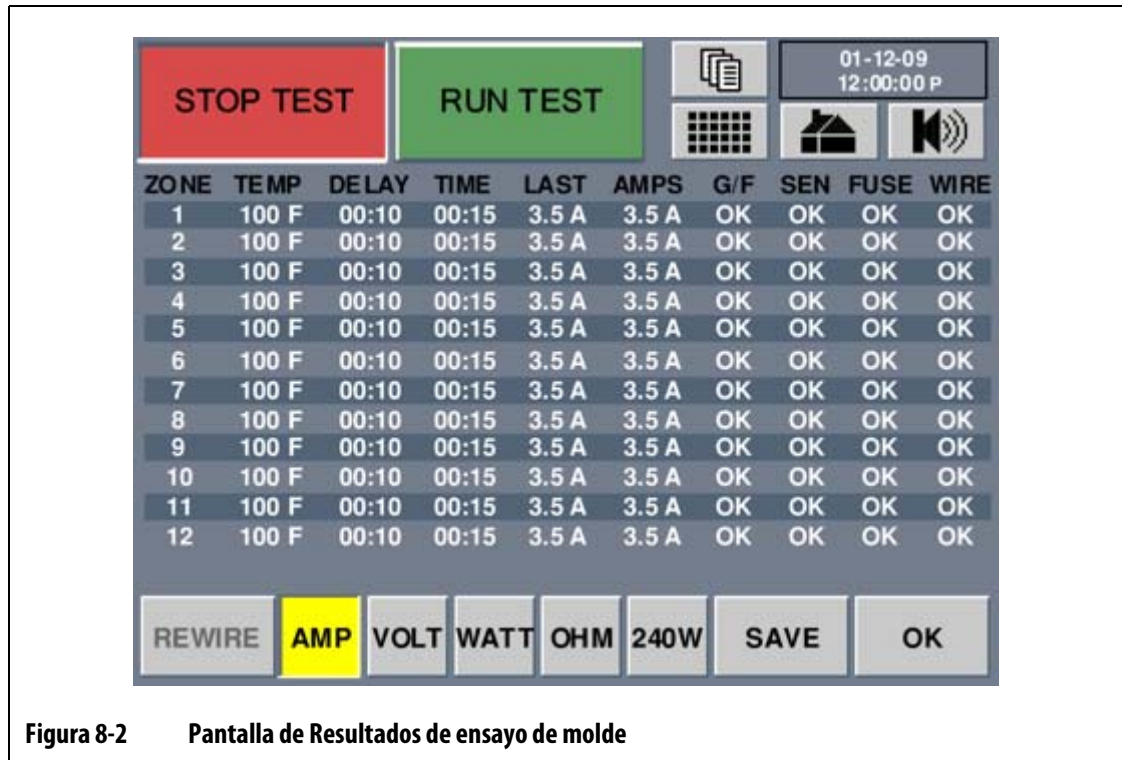 STOP TEST RUN TEST 01-12-09
12:00:00 P
ZONE TEMP DELAY TIME LAST AMPS G/F SEN FUSE WIRE
1 100 F 00:10 00:15 3.5 A 3.5 A OK OK OK OK
2 100 F 00:10 00:15 3.5 A 3.5 A OK OK OK OK
3 100 F 00:10 00:15 3.5 A 3.5 A OK OK OK OK
4 100 F 00:10 00:15 3.5 A 3.5 A OK OK OK OK
5 100 F 00:10 00:15 3.5 A 3.5 A OK OK OK OK
6 100 F 00:10 00:15 3.5 A 3.5 A OK OK OK OK
7 100 F 00:10 00:15 3.5 A 3.5 A OK OK OK OK
8 100 F 00:10 00:15 3.5 A 3.5 A OK OK OK OK
9 100 F 00:10 00:15 3.5 A 3.5 A OK OK OK OK
10 100 F 00:10 00:15 3.5 A 3.5 A OK OK OK OK
11 100 F 00:10 00:15 3.5 A 3.5 A OK OK OK OK
12 100 F 00:10 00:15 3.5 A 3.5 A OK OK OK OK
REWIRE AMP VOLT WATT OHM 240W SAVE OK
Figura 8-2 Pantalla de Resultados de ensayo de molde